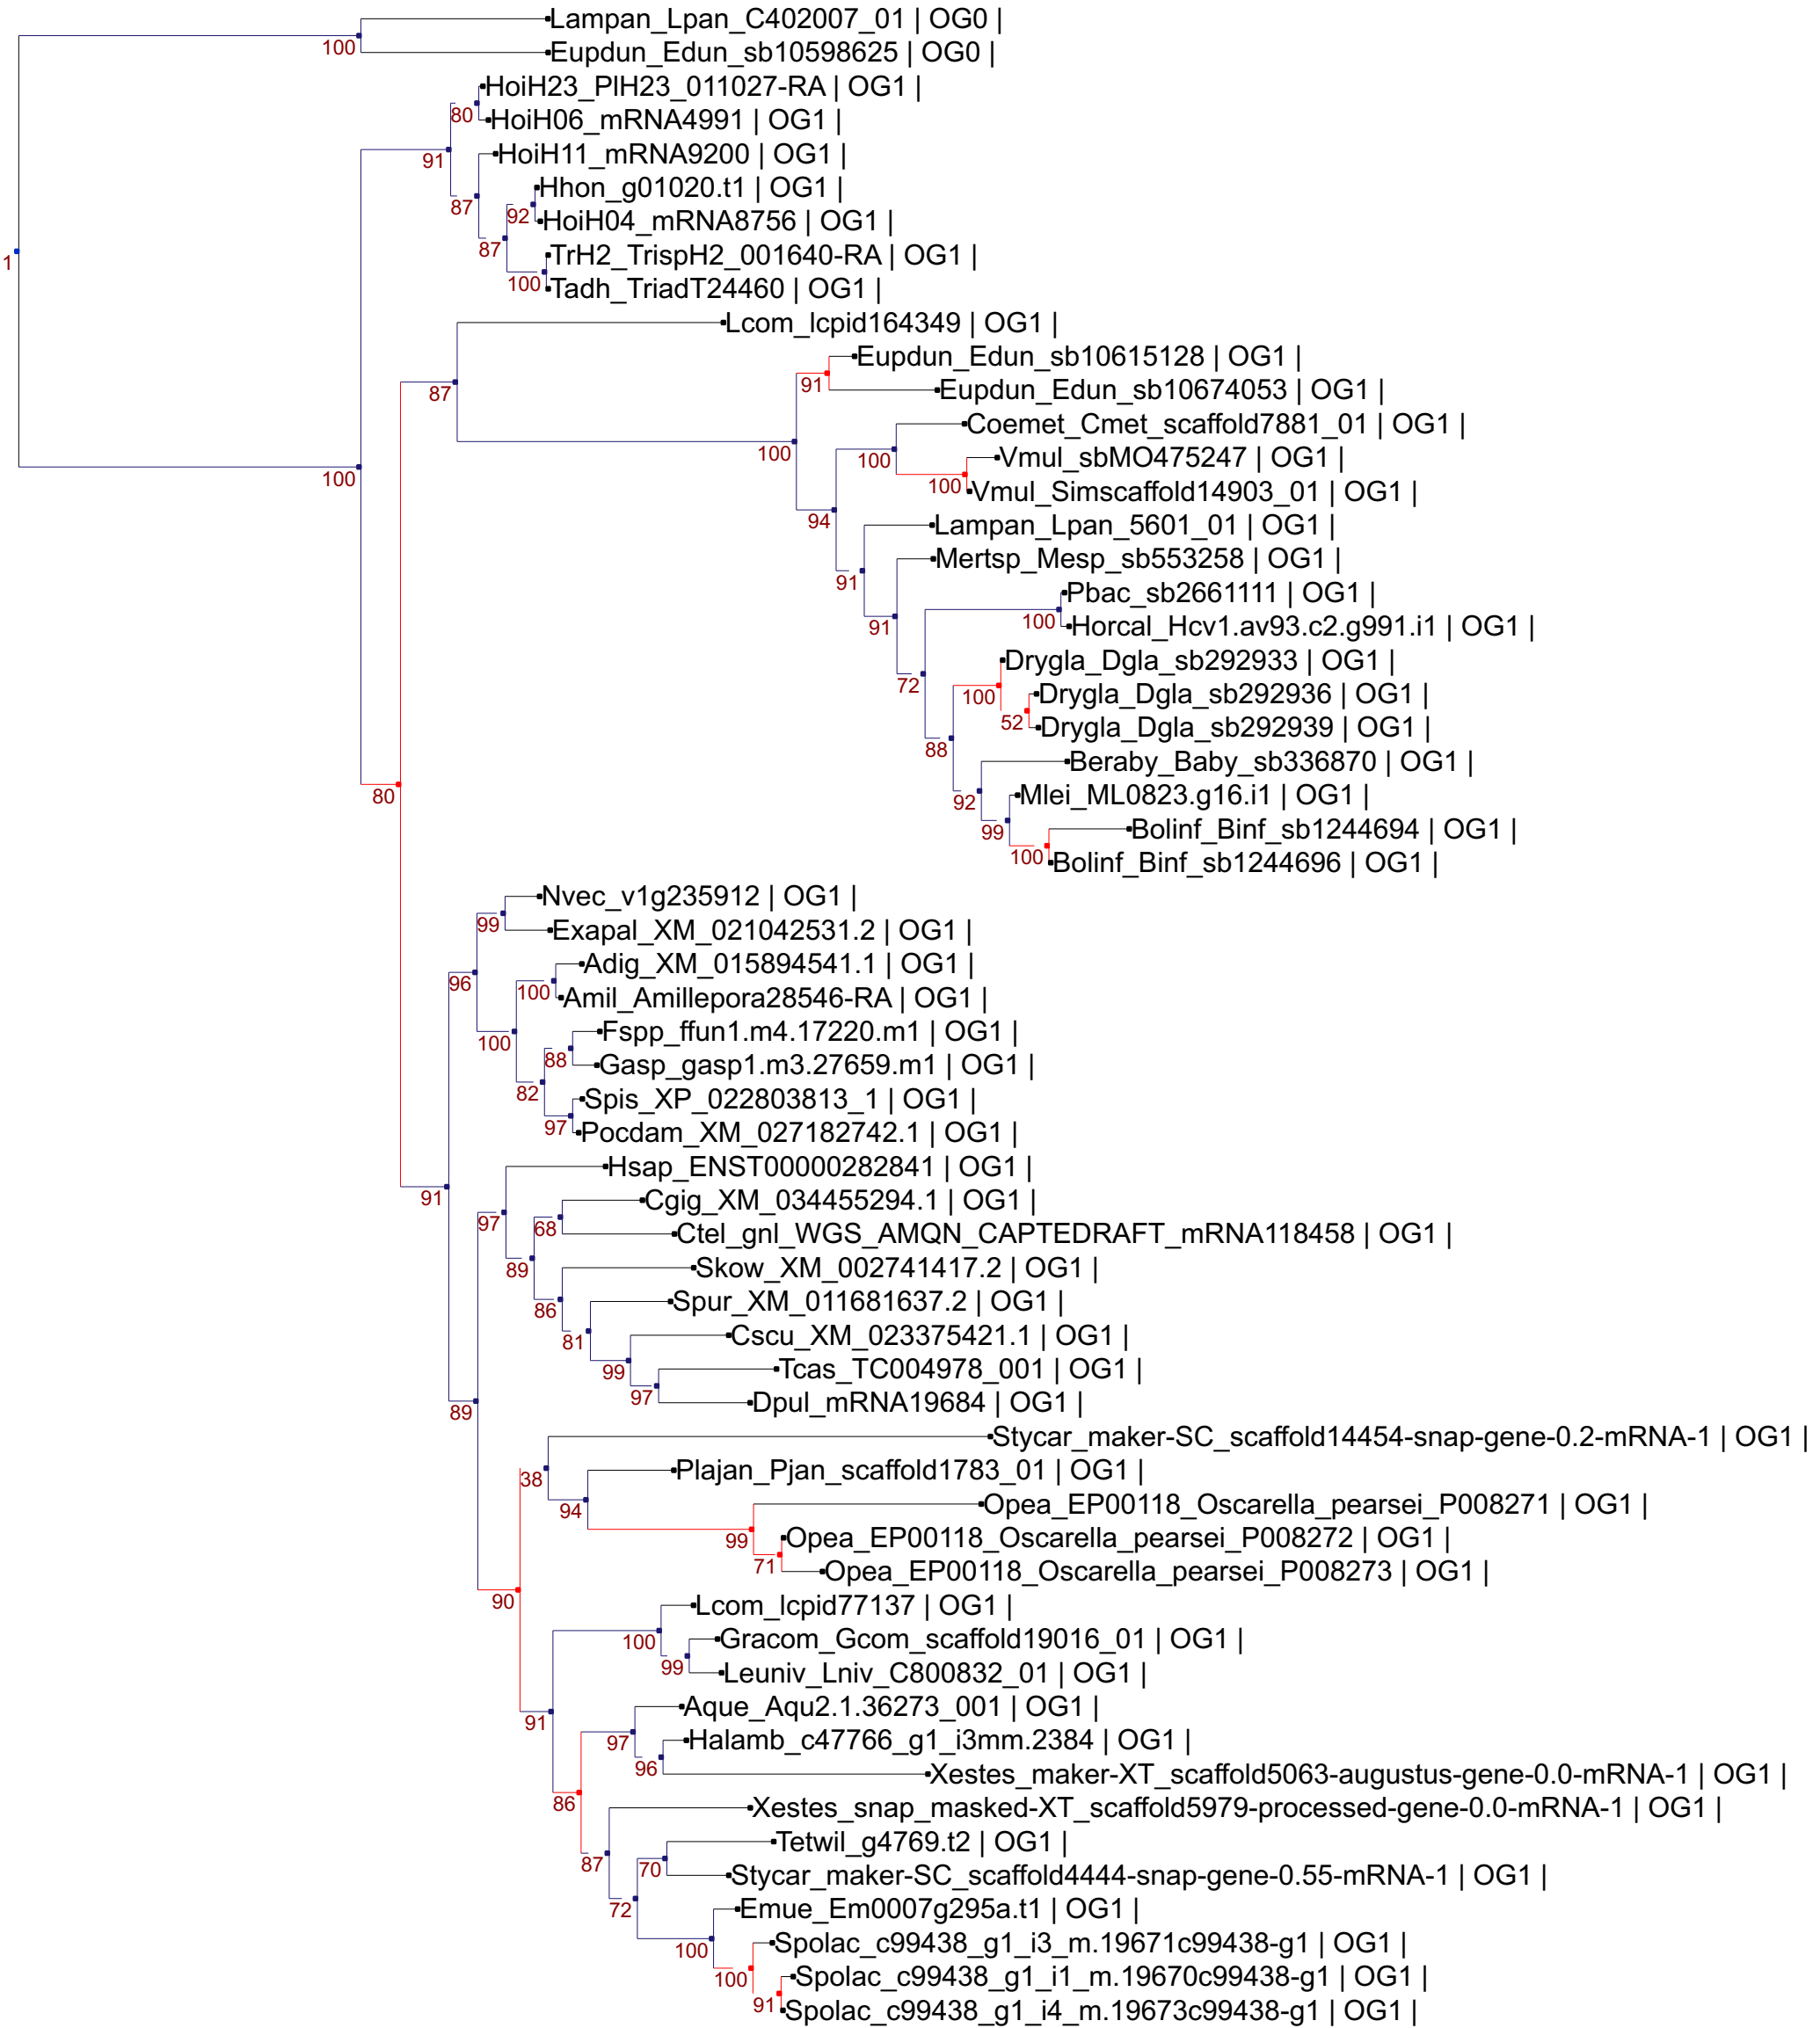 Lampan_Lpan_C402007_01 | OG0 |
100
Eupdun_Edun_sb10598625 | OG0 |
HoiH23_PlH23_011027-RA | OG1 |
80
HoiH06_mRNA4991 | OG1 |
91
HoiH11_mRNA9200 | OG1 |
Hhon_g01020.t1 | OG1 |
87
92
HoiH04_mRNA8756 | OG1 |
87
TrH2_TrispH2_001640-RA | OG1 |
1
100
Tadh_TriadT24460 | OG1 |
Lcom_lcpid164349 | OG1 |
Eupdun_Edun_sb10615128 | OG1 |
91
87
Eupdun_Edun_sb10674053 | OG1 |
Coemet_Cmet_scaffold7881_01 | OG1 |
100
100
Vmul_sbMO475247 | OG1 |
100
100
Vmul_Simscaffold14903_01 | OG1 |
94
Lampan_Lpan_5601_01 | OG1 |
Mertsp_Mesp_sb553258 | OG1 |
91
Pbac_sb2661111 | OG1 |
91
100
Horcal_Hcv1.av93.c2.g991.i1 | OG1 |
Drygla_Dgla_sb292933 | OG1 |
72
100
Drygla_Dgla_sb292936 | OG1 |
52
Drygla_Dgla_sb292939 | OG1 |
88
Beraby_Baby_sb336870 | OG1 |
80
92
Mlei_ML0823.g16.i1 | OG1 |
99
Bolinf_Binf_sb1244694 | OG1 |
100
Bolinf_Binf_sb1244696 | OG1 |
Nvec_v1g235912 | OG1 |
99
Exapal_XM_021042531.2 | OG1 |
Adig_XM_015894541.1 | OG1 |
96
100
Amil_Amillepora28546-RA | OG1 |
Fspp_ffun1.m4.17220.m1 | OG1 |
100
88
Gasp_gasp1.m3.27659.m1 | OG1 |
82
Spis_XP_022803813_1 | OG1 |
97
Pocdam_XM_027182742.1 | OG1 |
Hsap_ENST00000282841 | OG1 |
91
Cgig_XM_034455294.1 | OG1 |
97
68
Ctel_gnl_WGS_AMQN_CAPTEDRAFT_mRNA118458 | OG1 |
89
Skow_XM_002741417.2 | OG1 |
86
Spur_XM_011681637.2 | OG1 |
81
Cscu_XM_023375421.1 | OG1 |
99
Tcas_TC004978_001 | OG1 |
97
Dpul_mRNA19684 | OG1 |
89
Stycar_maker-SC_scaffold14454-snap-gene-0.2-mRNA-1 | OG1 |
38
Plajan_Pjan_scaffold1783_01 | OG1 |
94
Opea_EP00118_Oscarella_pearsei_P008271 | OG1 |
99
Opea_EP00118_Oscarella_pearsei_P008272 | OG1 |
71
Opea_EP00118_Oscarella_pearsei_P008273 | OG1 |
90
Lcom_lcpid77137 | OG1 |
100
Gracom_Gcom_scaffold19016_01 | OG1 |
99
Leuniv_Lniv_C800832_01 | OG1 |
91
Aque_Aqu2.1.36273_001 | OG1 |
97
Halamb_c47766_g1_i3mm.2384 | OG1 |
96
Xestes_maker-XT_scaffold5063-augustus-gene-0.0-mRNA-1 | OG1 |
86
Xestes_snap_masked-XT_scaffold5979-processed-gene-0.0-mRNA-1 | OG1 |
Tetwil_g4769.t2 | OG1 |
87
70
Stycar_maker-SC_scaffold4444-snap-gene-0.55-mRNA-1 | OG1 |
72
Emue_Em0007g295a.t1 | OG1 |
100
Spolac_c99438_g1_i3_m.19671c99438-g1 | OG1 |
100
Spolac_c99438_g1_i1_m.19670c99438-g1 | OG1 |
91
Spolac_c99438_g1_i4_m.19673c99438-g1 | OG1 |